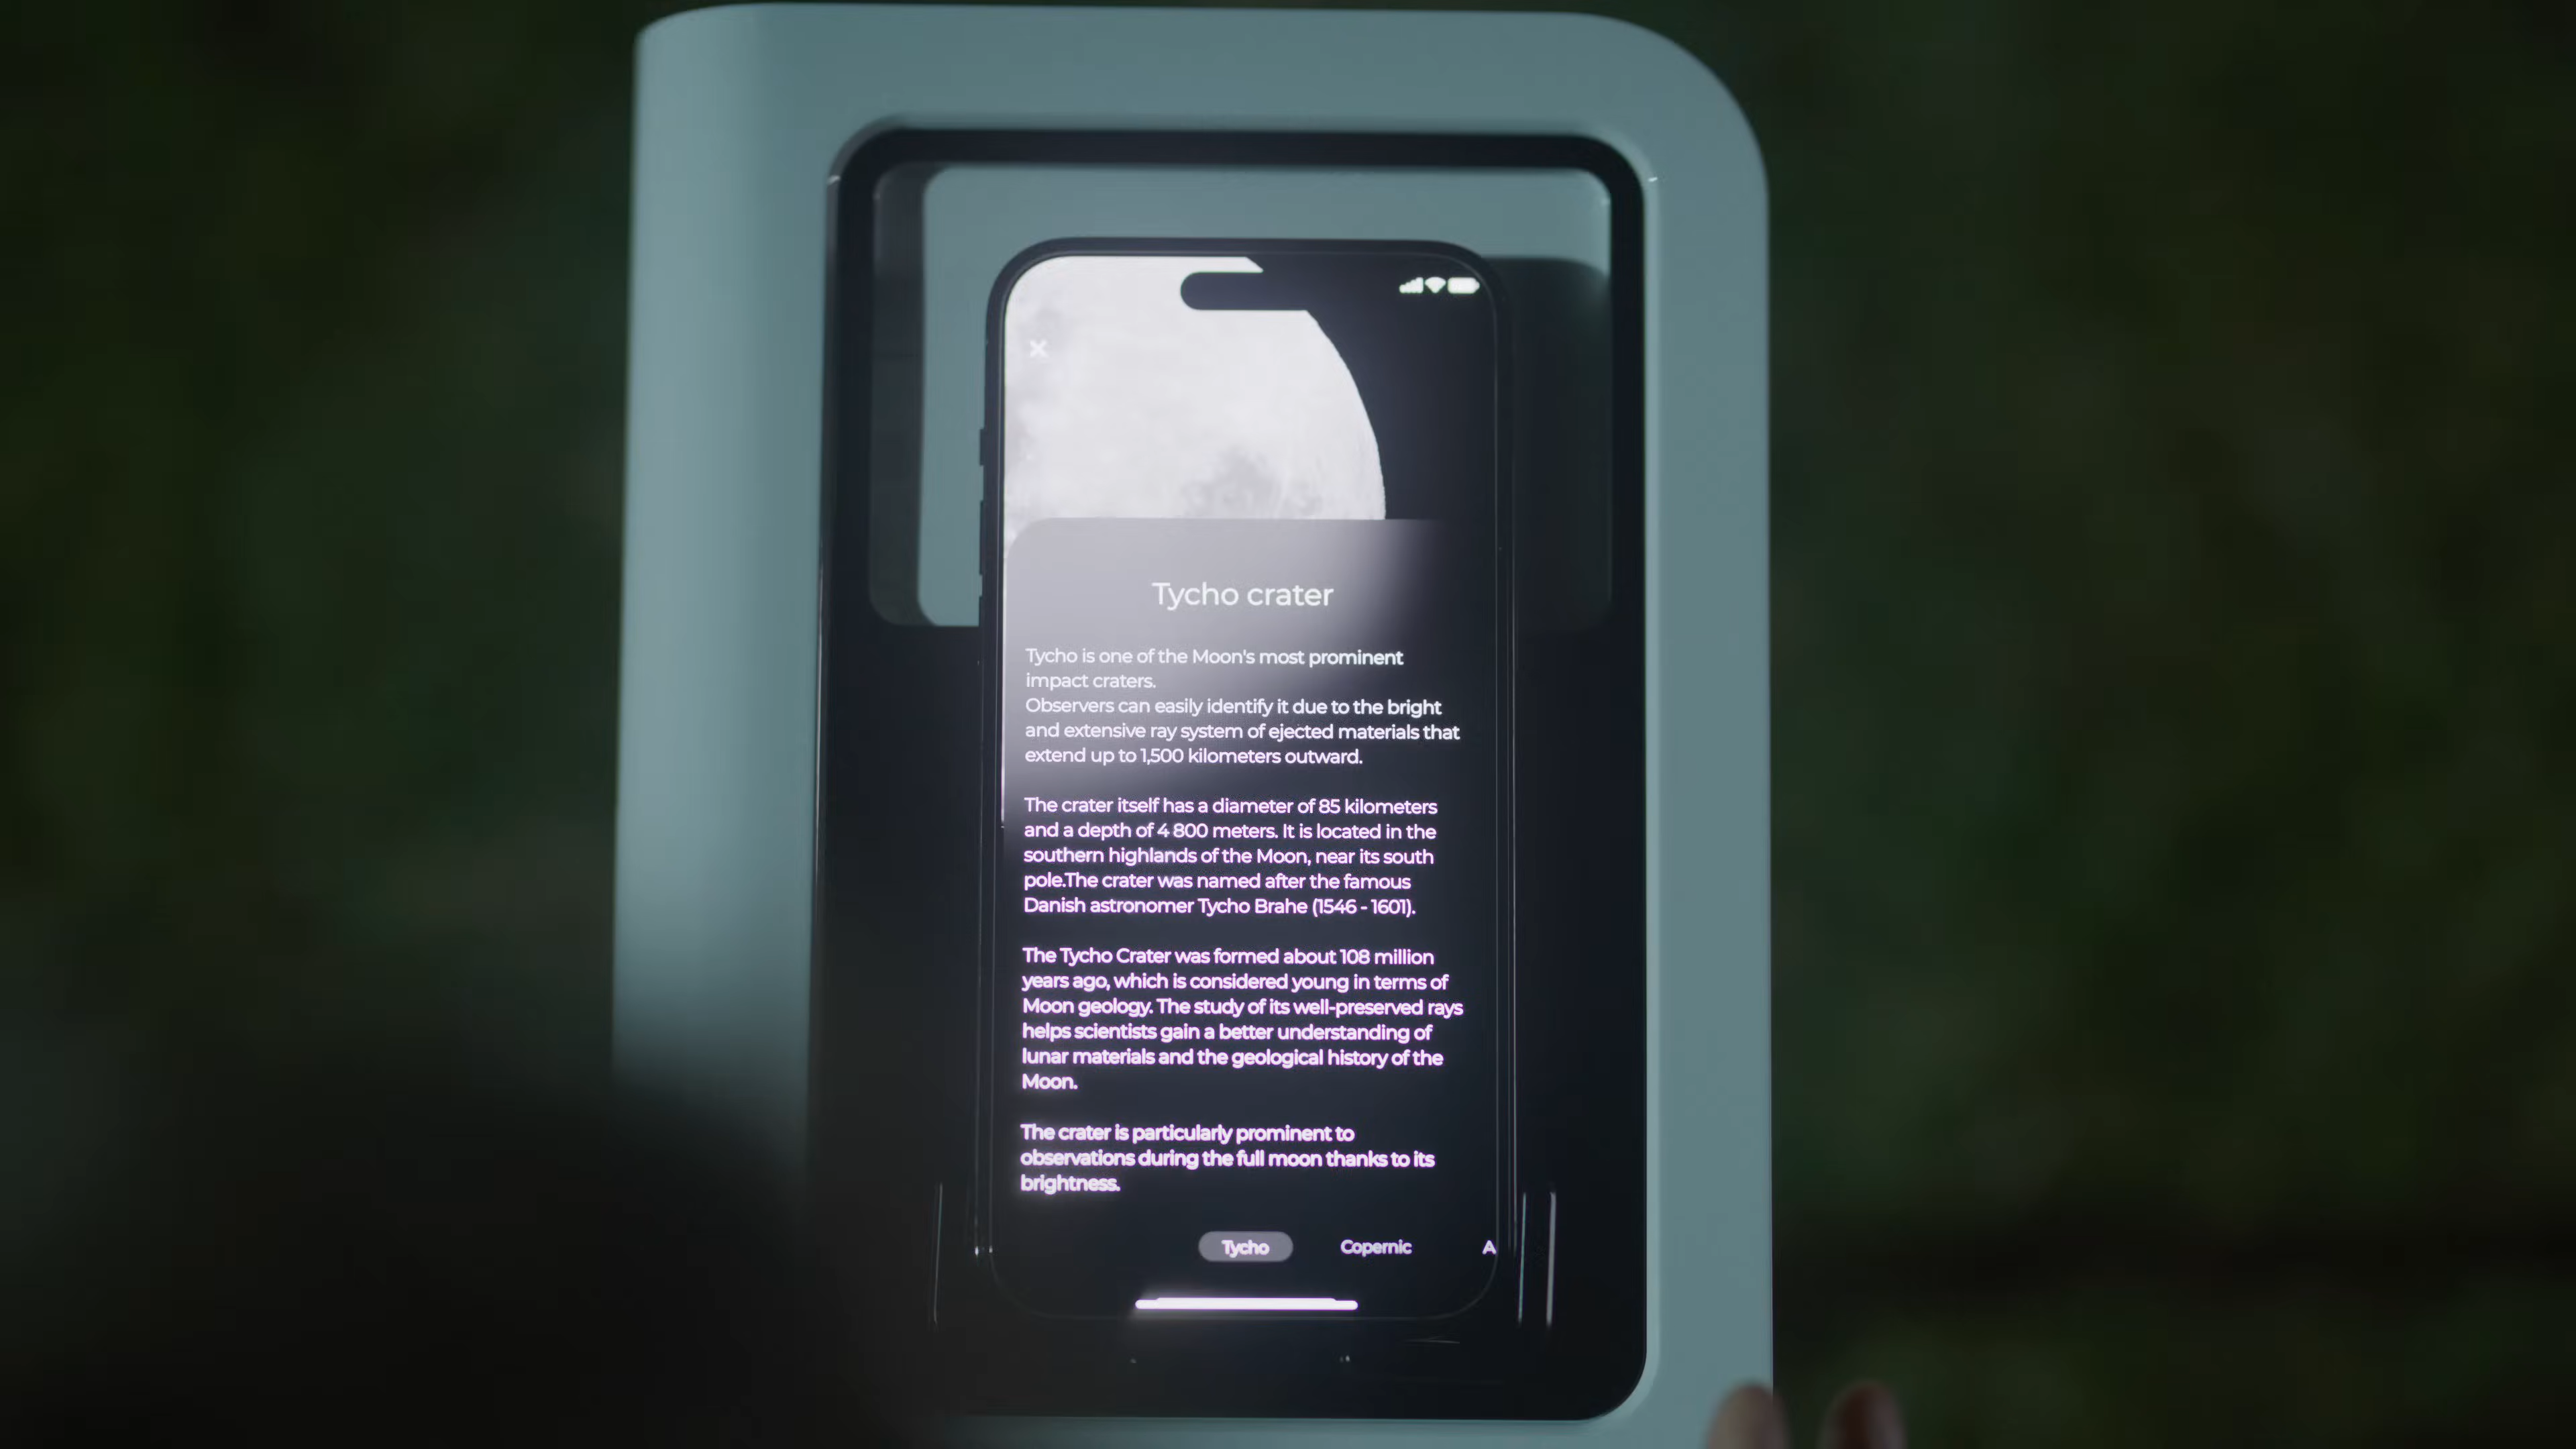 Tycho crater
Tycho is one of the Moon's most prominent
impact craters.
Observers can easily identify it due to the bright
and extensive ray system of ejected materials that
extend up to 1,500 kilometers outward.
The crater itself has a diameter of 85 kilometers
and a depth of 4 800 meters. It is located in the
southern highlands of the Moon, near its south
pole.The crater was named after the famous
Danish astronomer Tycho Brahe (1546 - 1601).
The Tycho Crater was formed about 108 million
years ago, which is considered young in terms of
Moon geology. The study of its well-preserved rays
helps scientists gain a better understanding of
lunar materials and the geological history of the
Moon.
The crater is particularly prominent to
observations during the full moon thanks to its
brightness.
Tycho Copernic A